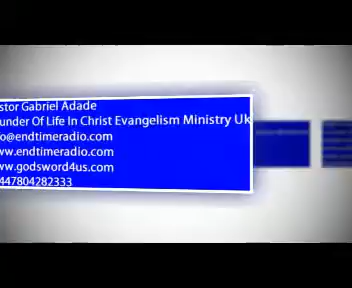 stor Gabriel Adade
under Of Life In Christ Evangelism Ministry Uk
fo@endtimeradio.com
ww.endtimeradio.com
ww.godsword4us.com
447804282333